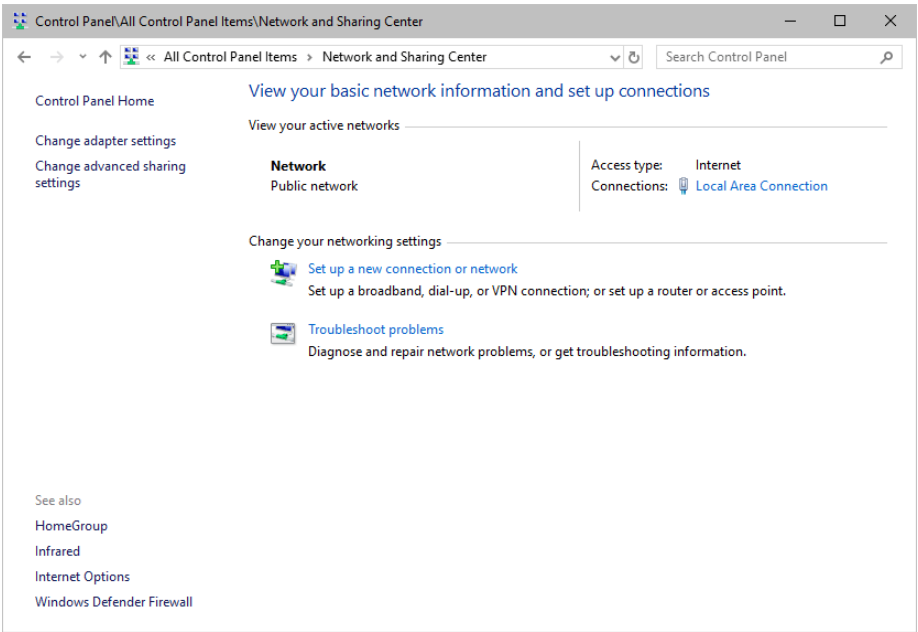 Control Panel\All Control Panel Items\Network and Sharing Center
« All Control Panel Items › Network and Sharing Center
Search Control Panel
Control Panel Home
Change adapter settings
Change advanced sharing
settings
View your basic network information and set up connections
View your active networks
Network
Public network
Access type: Internet
Connections: Local Area Connection
Change your networking settings
Set up a new connection or network
Set up a broadband, dial-up, or VPN connection; or set up a router or access point.
Troubleshoot problems
Diagnose and repair network problems, or get troubleshooting information.
See also
HomeGroup
Infrared
Internet Options
Windows Defender Firewall